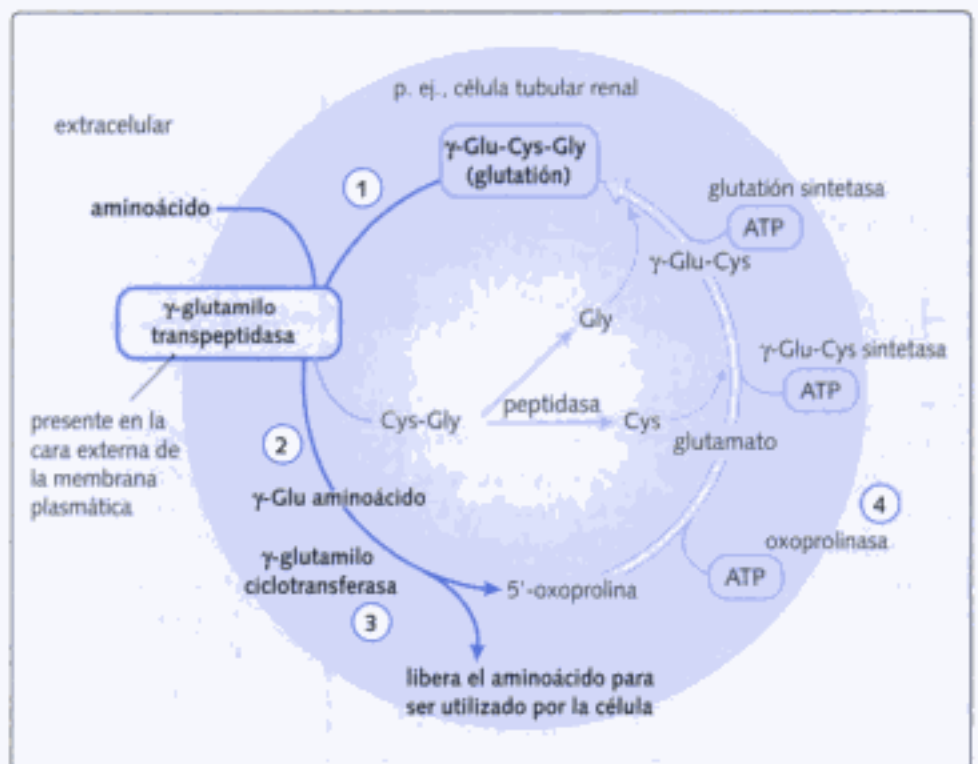 p. ej., célula tubular renal
extracelular
γ-Glu-Cys-Gly
(glutatión)
1
glutatión sintetasa
aminoácido
ATP
γ-Glu-Cys
γ-glutamilo
transpeptidasa
Gly
γ-Glu-Cys sintetasa
ATP
peptidasa
Cys-Gly
Cys
presente en la
cara externa de
la membrana
plasmática
2
glutamato
γ-Glu aminoácido
4
oxoprolinasa
γ-glutamilo
ciclotransferasa
ATP
5'-oxoprolina
3
libera el aminoácido para
ser utilizado por la célula